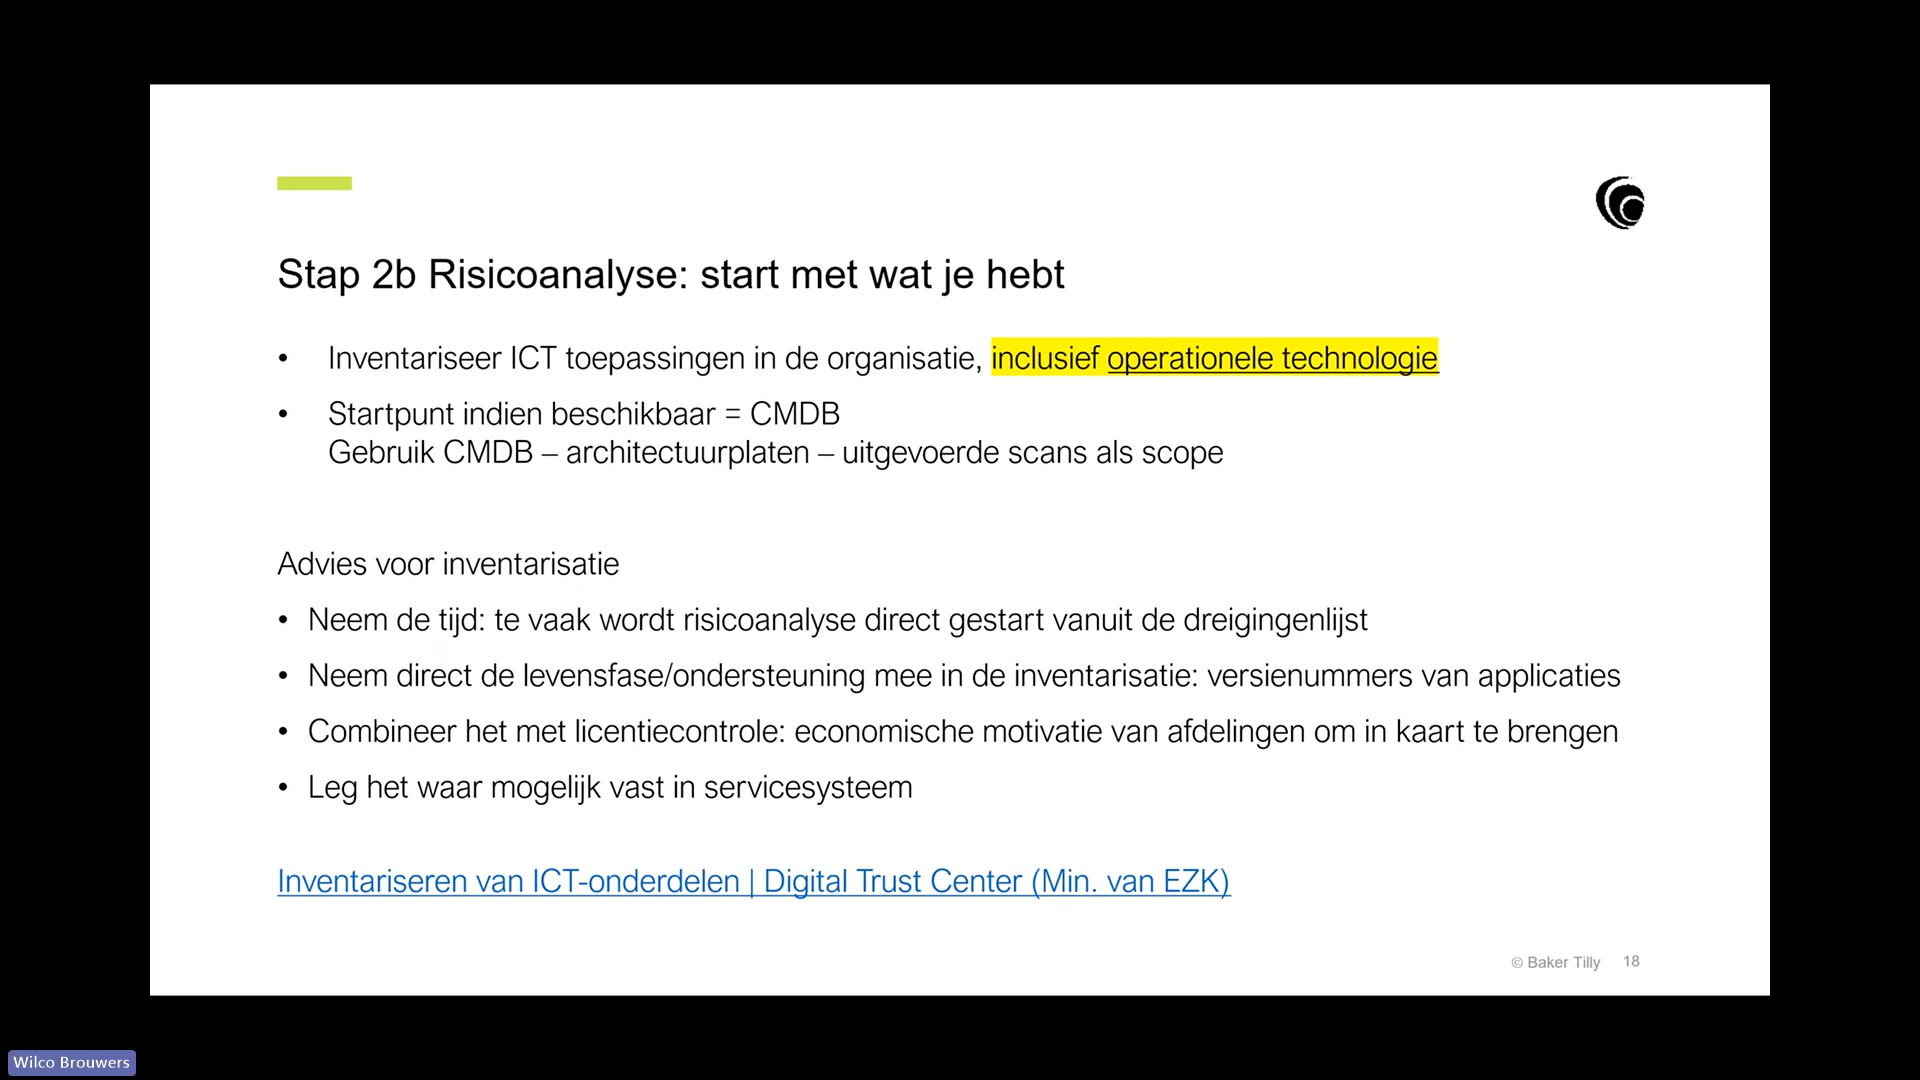 Stap 2b Risicoanalyse: start met wat je hebt
• Inventariseer ICT toepassingen in de organisatie, inclusief operationele technologie
• Startpunt indien beschikbaar = CMDB
Gebruik CMDB – architectuurplaten – uitgevoerde scans als scope
Advies voor inventarisatie
• Neem de tijd: te vaak wordt risicoanalyse direct gestart vanuit de dreigingenlijst
• Neem direct de levensfase/ondersteuning mee in de inventarisatie: versienummers van applicaties
• Combineer het met licentiecontrole: economische motivatie van afdelingen om in kaart te brengen
• Leg het waar mogelijk vast in servicesysteem
Inventariseren van ICT-onderdelen | Digital Trust Center (Min. van EZK)
© Baker Tilly 18
Wilco Brouwers